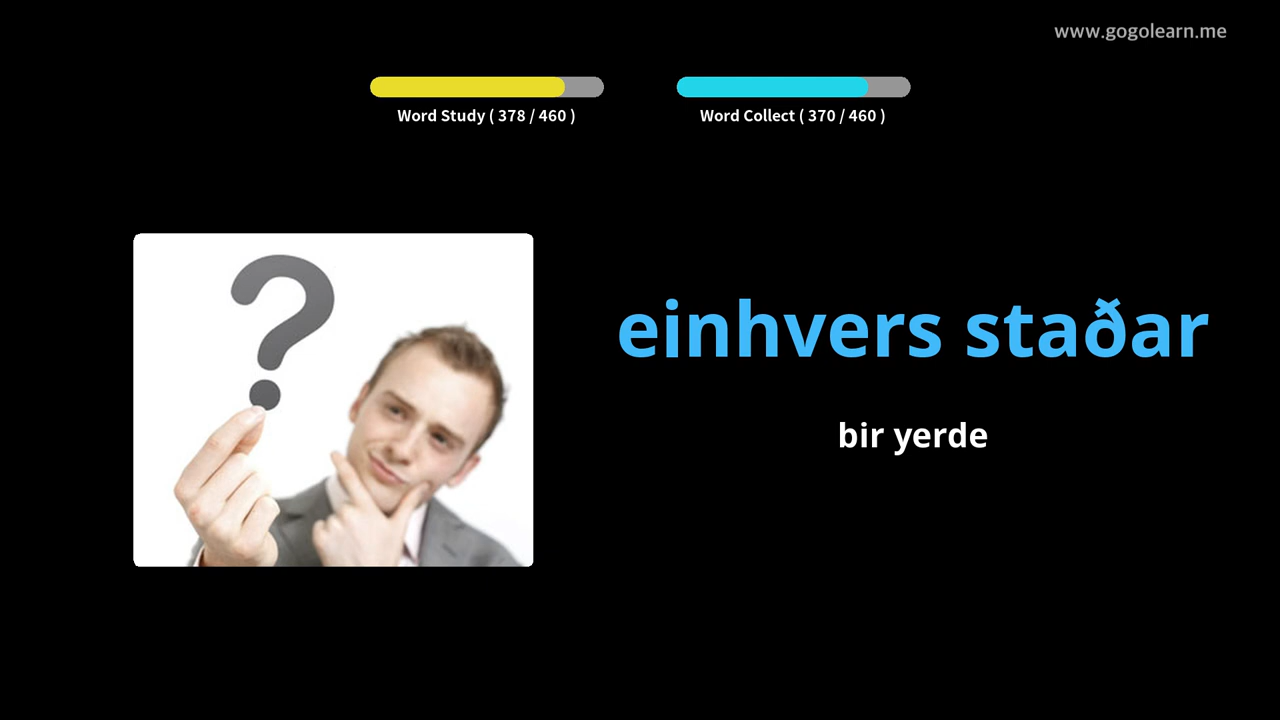 www.gogolearn.me
Word Study ( 378 / 460 )
Word Collect ( 370 / 460 )
?
einhvers staðar
bir yerde